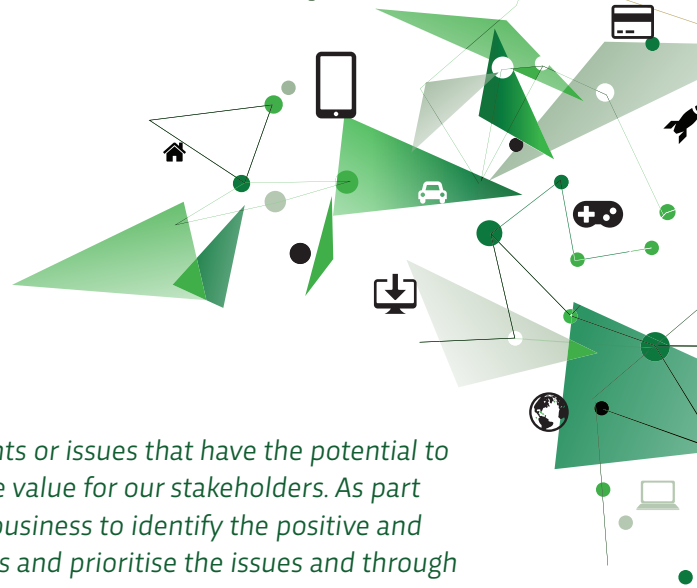 or issues that have the potential to
value for our stakeholders. As part
business to identify the positive and
and prioritise the issues and through